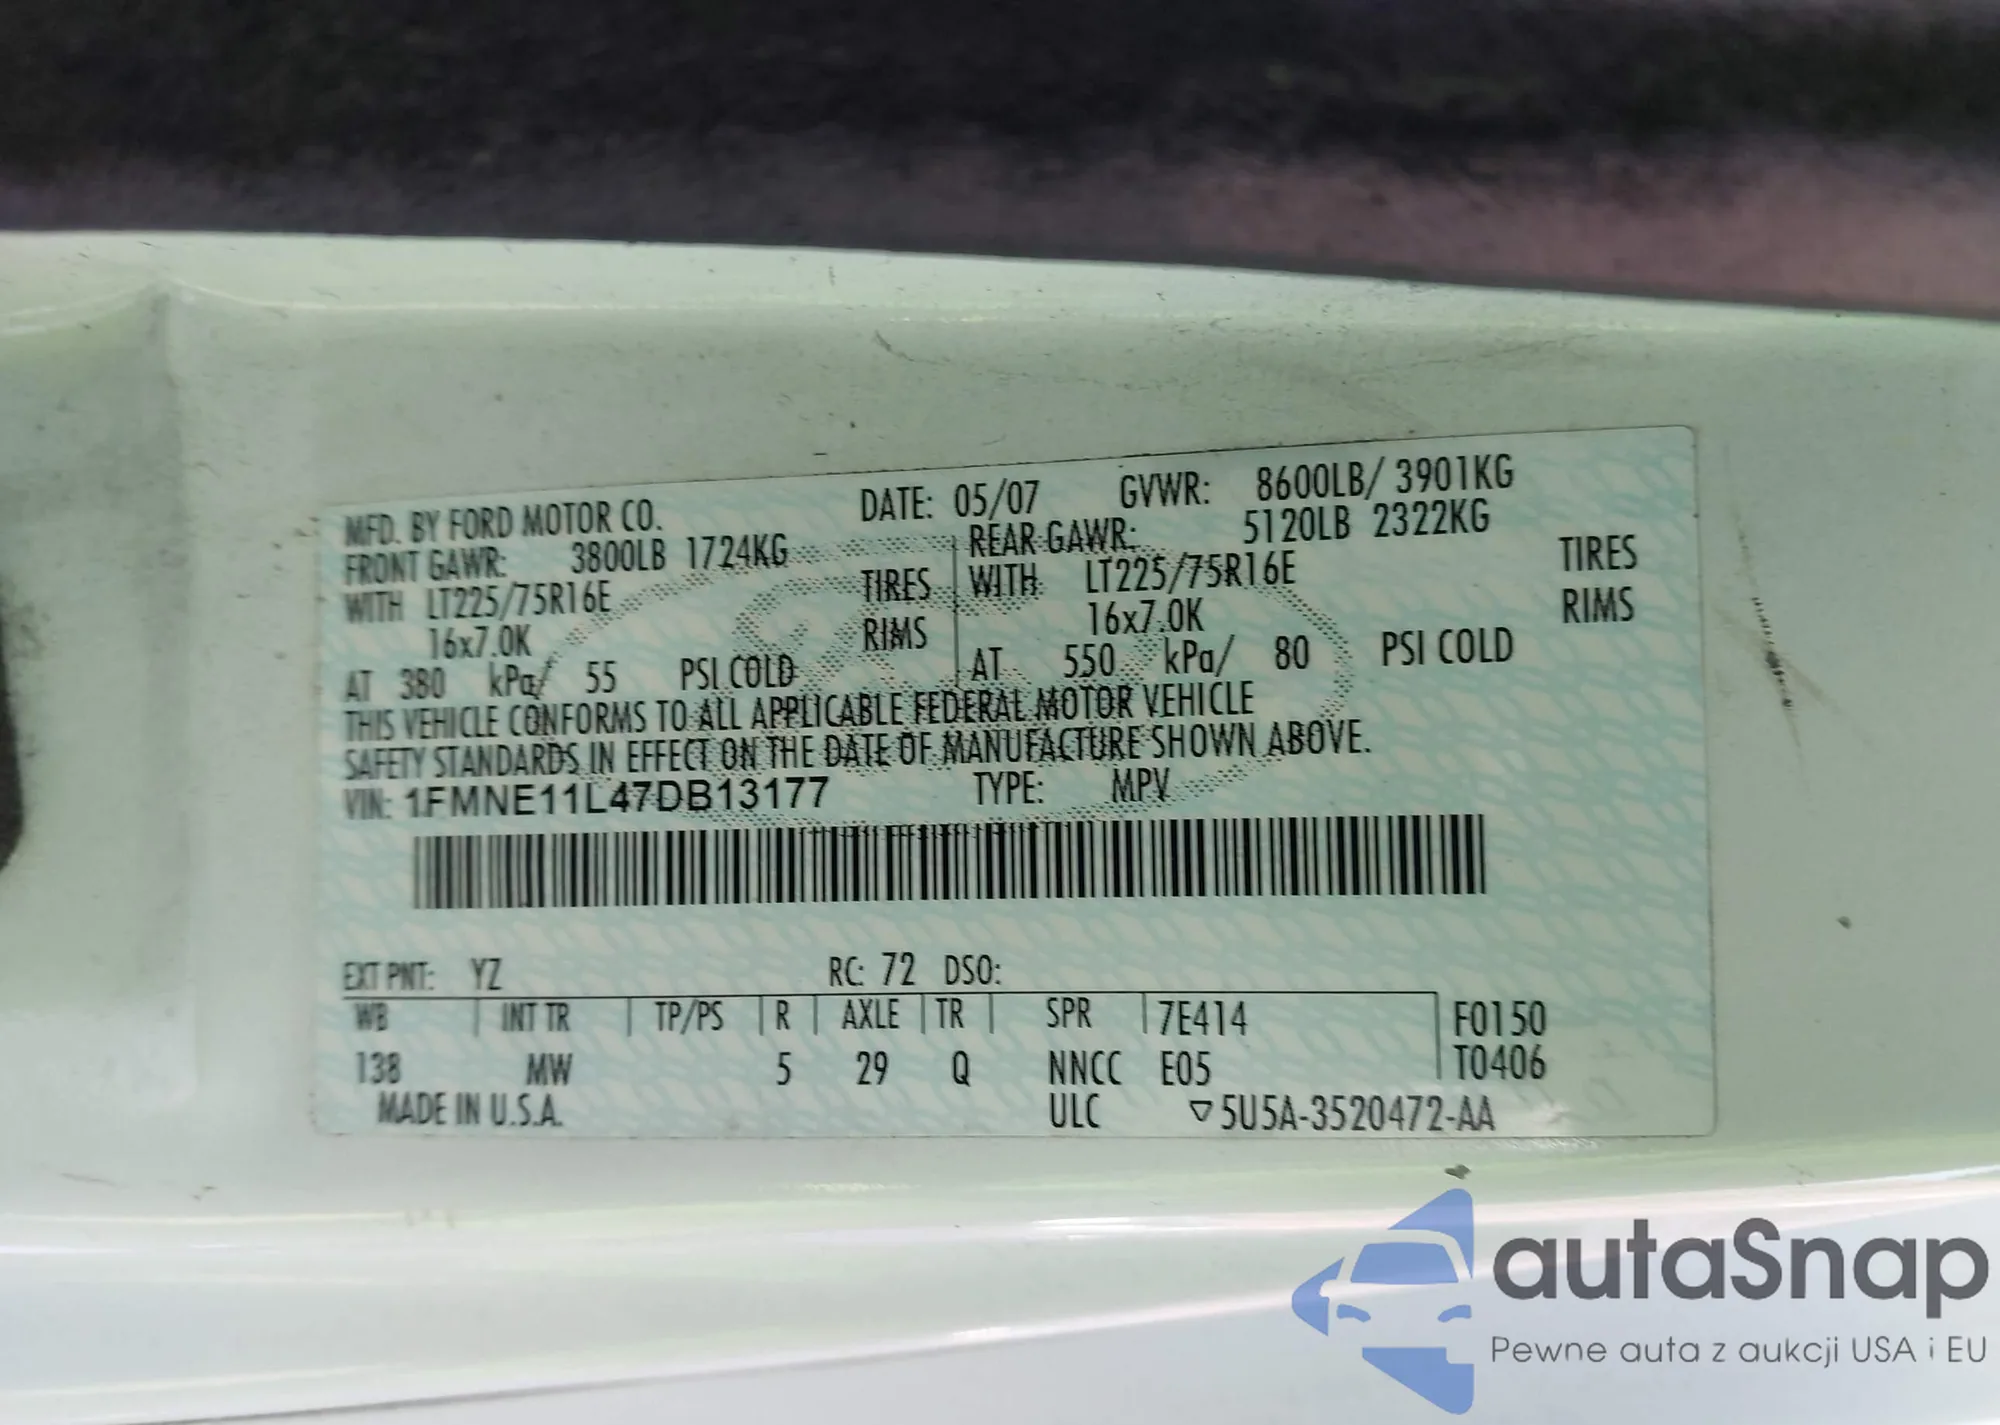 MFD. BY FORD MOTOR CO. DATE: 05/07 GVWR: 8600LB/ 3901KG
FRONT GAWR: 3800LB 1724KG REAR GAWR: 5120LB 2322KG
WITH LT225/75R16E TIRES WITH LT225/75R16E TIRES
16x7.0K RIMS 16x7.0K RIMS
AT 380 kPa/ 55 PSI COLD AT 550 kPa/ 80 PSI COLD
THIS VEHICLE CONFORMS TO ALL APPLICABLE FEDERAL MOTOR VEHICLE
SAFETY STANDARDS IN EFFECT ON THE DATE OF MANUFACTURE SHOWN ABOVE.
VIN: 1FMNE11L47DB13177 TYPE: MPV
EXT PNT: YZ RC: 72 DSO:
WB INT TR TP/PS R AXLE TR SPR 7E414 F0150
138 MW 5 29 Q NNCC E05 T0406
MADE IN U.S.A. ULC ▽5U5A-3520472-AA
autaSnap
Pewne auta z aukcji USA i EU